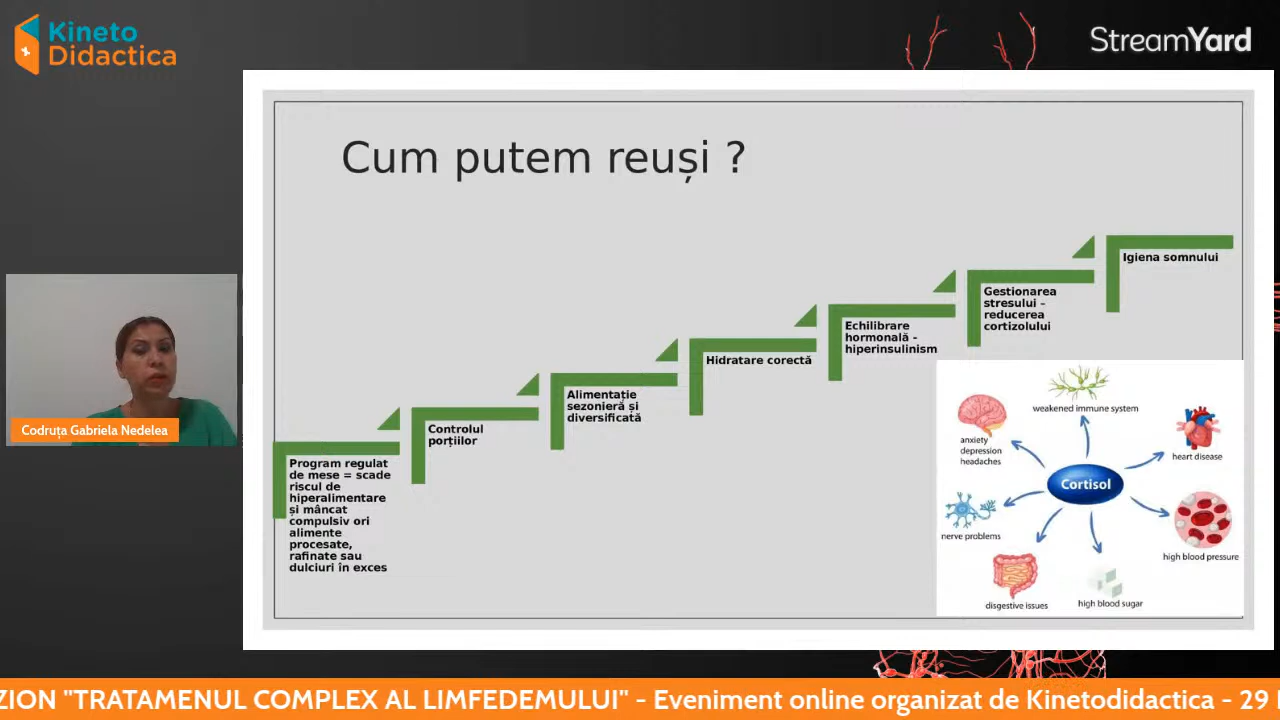 Kineto
Didactica
StreamYard
Cum putem reuși ?
Igiena somnului
Gestionarea
stresului –
reducerea
cortizolului
Echilibrare
hormonală -
hiperinsulinism
Hidratare corectă
Alimentație
sezonieră și
diversificată
Controlul
porțiilor
Program regulat
de mese = scade
riscul de
hiperalimentare
și mâncat
compulsiv ori
alimente
procesate,
rafinate sau
dulciuri în exces
weakened immune system
anxiety
depression
headaches
heart disease
Cortisol
nerve problems
high blood pressure
disgestive issues
high blood sugar
Codruța Gabriela Nedelea
ZION "TRATAMENUL COMPLEX AL LIMFEDEMULUI" - Eveniment online organizat de Kinetodidactica - 29